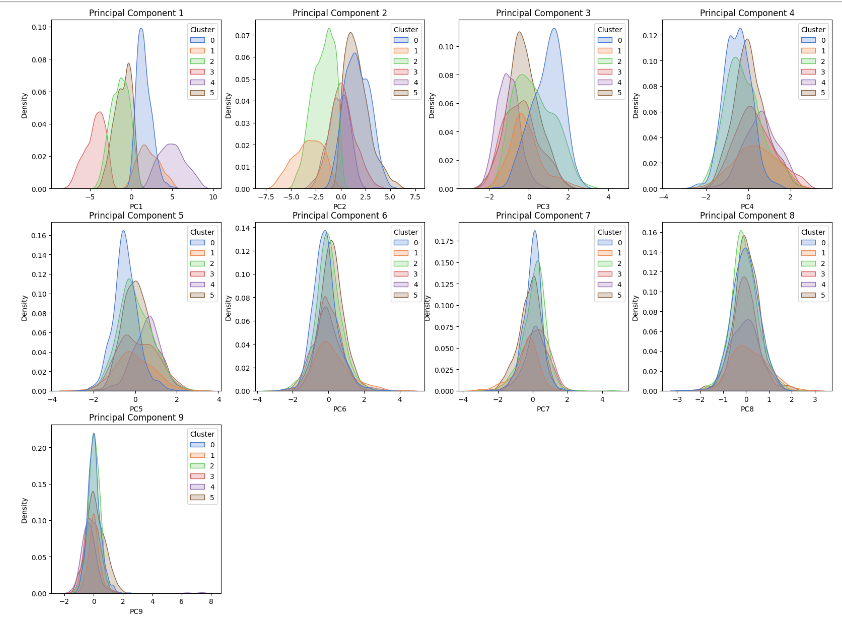 Principal Component 1
Cluster
0
1
2
3
4
5
0.10
0.08
0.06
0.04
0.02
0.00
Density
−5 0 5 10
PC1
Principal Component 2
Cluster
0
1
2
3
4
5
0.07
0.06
0.05
0.04
0.03
0.02
0.01
0.00
Density
−7.5 −5.0 −2.5 0.0 2.5 5.0 7.5
PC2
Principal Component 3
Cluster
0
1
2
3
4
5
0.10
0.08
0.06
0.04
0.02
0.00
Density
−2 0 2 4
PC3
Principal Component 4
Cluster
0
1
2
3
4
5
0.12
0.10
0.08
0.06
0.04
0.02
0.00
Density
−4 −2 0 2
PC4
Principal Component 5
Cluster
0
1
2
3
4
5
0.16
0.14
0.12
0.10
0.08
0.06
0.04
0.02
0.00
Density
−4 −2 0 2 4
PC5
Principal Component 6
Cluster
0
1
2
3
4
5
0.14
0.12
0.10
0.08
0.06
0.04
0.02
0.00
Density
−4 −2 0 2 4
PC6
Principal Component 7
Cluster
0
1
2
3
4
5
0.175
0.150
0.125
0.100
0.075
0.050
0.025
0.000
Density
−4 −2 0 2 4
PC7
Principal Component 8
Cluster
0
1
2
3
4
5
0.16
0.14
0.12
0.10
0.08
0.06
0.04
0.02
0.00
Density
−3 −2 −1 0 1 2 3
PC8
Principal Component 9
Cluster
0
1
2
3
4
5
0.20
0.15
0.10
0.05
0.00
Density
−2 0 2 4 6 8
PC9